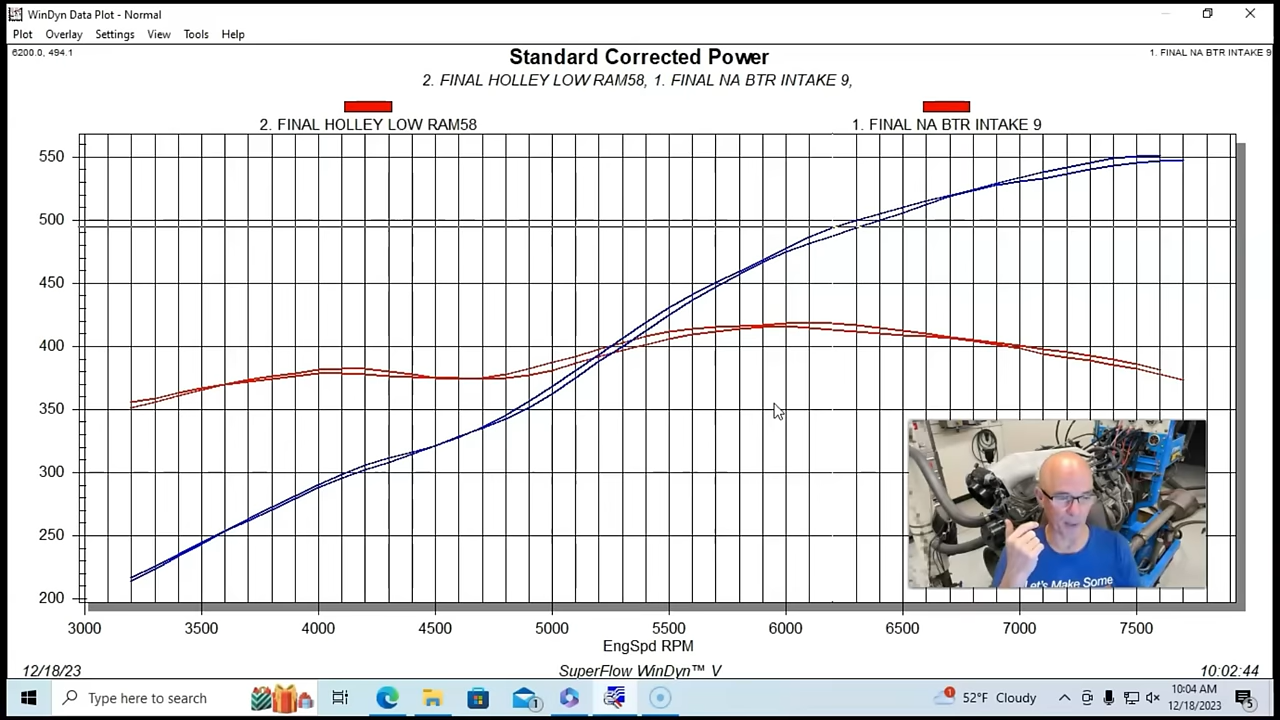 WinDyn Data Plot - Normal
Plot Overlay Settings View Tools Help
6200.0, 494.1
1. FINAL NA BTR INTAKE 9
Standard Corrected Power
2. FINAL HOLLEY LOW RAM58, 1. FINAL NA BTR INTAKE 9,
2. FINAL HOLLEY LOW RAM58
1. FINAL NA BTR INTAKE 9
550
500
450
400
350
300
250
200
3000 3500 4000 4500 5000 5500 6000 6500 7000 7500
EngSpd RPM
Let's Make Some
12/18/23
SuperFlow WinDyn™ V
10:02:44
Type here to search
1
1
52°F Cloudy
10:04 AM
12/18/2023
5